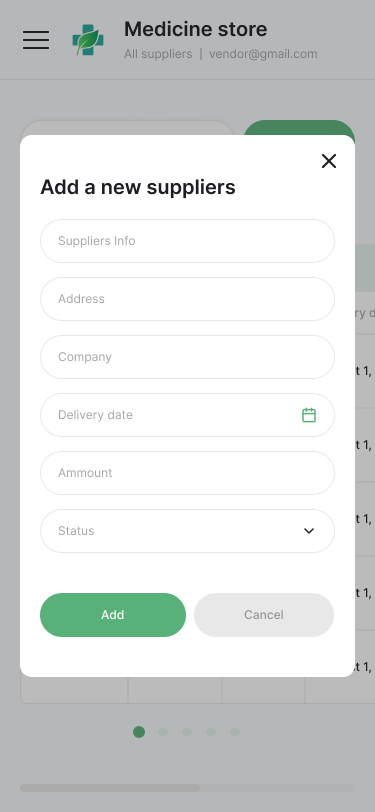 Medicine store
All suppliers | vendor@gmail.com
Add a new suppliers
Suppliers Info
Address
Company
Delivery date
Ammount
Status
Add
Cancel